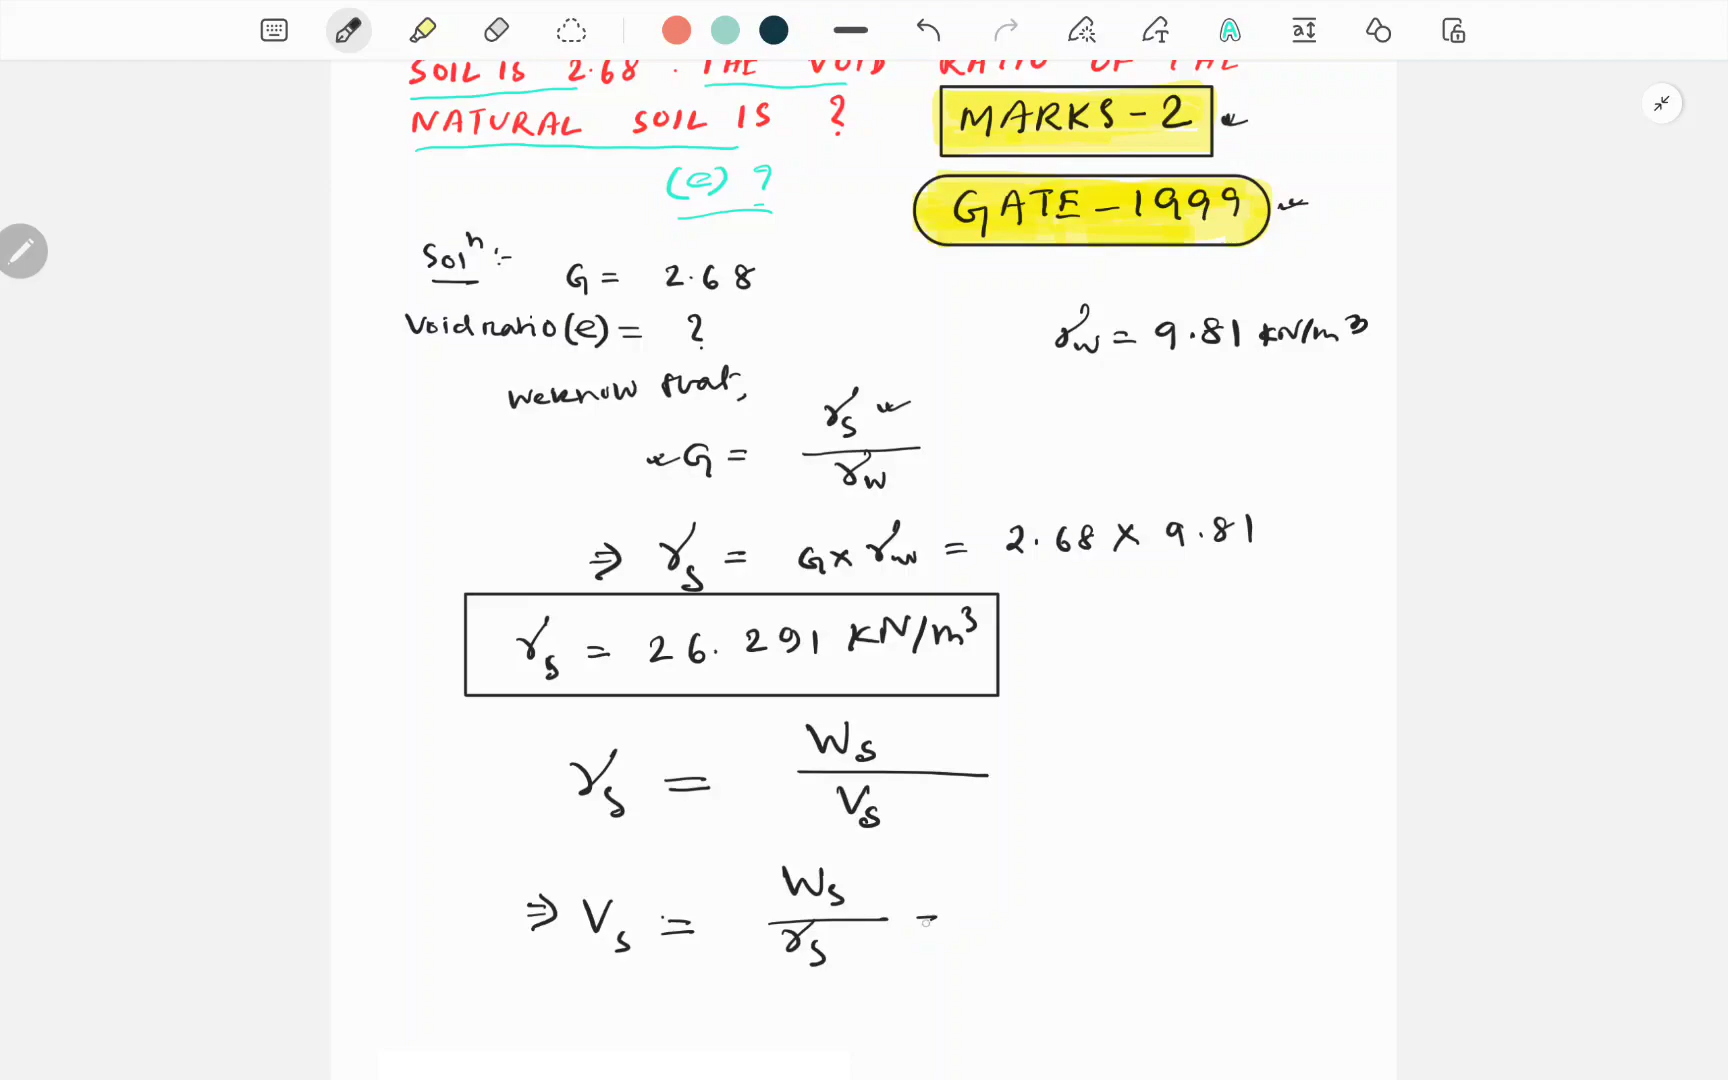 SOIL IS 2.68 . THE VOID RATIO OF THE
NATURAL SOIL IS ?
MARKS - 2
(e) ?
GATE - 1999
Solⁿ :-
G = 2.68
Void ratio (e) = ?
γw = 9.81 kN/m³
We know that,
G = γs / γw
⇒ γs = G × γw = 2.68 × 9.81
γs = 26.291 KN/m³
γs = Ws / Vs
⇒ Vs = Ws / γs =